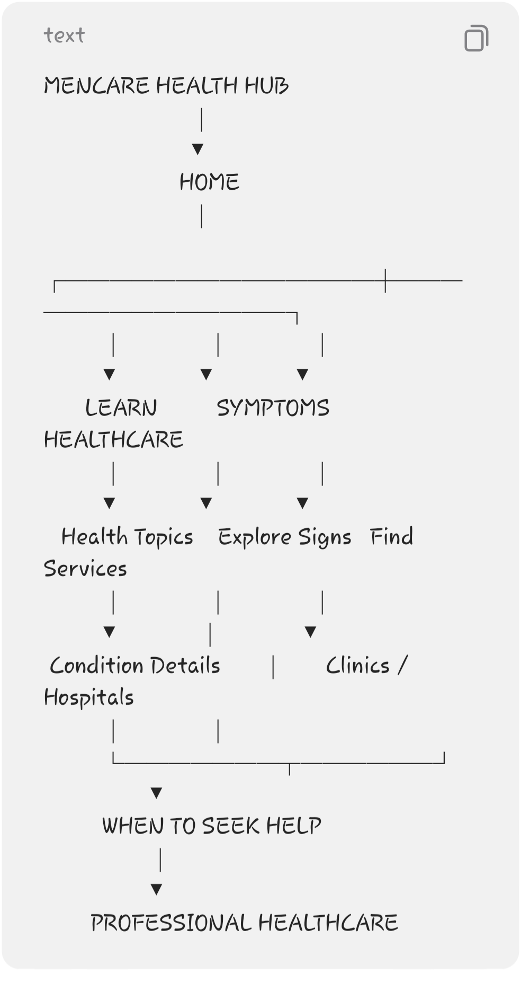 text
MENCARE HEALTH HUB
HOME
LEARN SYMPTOMS
HEALTHCARE
Health Topics Explore Signs Find
Services
Condition Details Clinics /
Hospitals
WHEN TO SEEK HELP
PROFESSIONAL HEALTHCARE